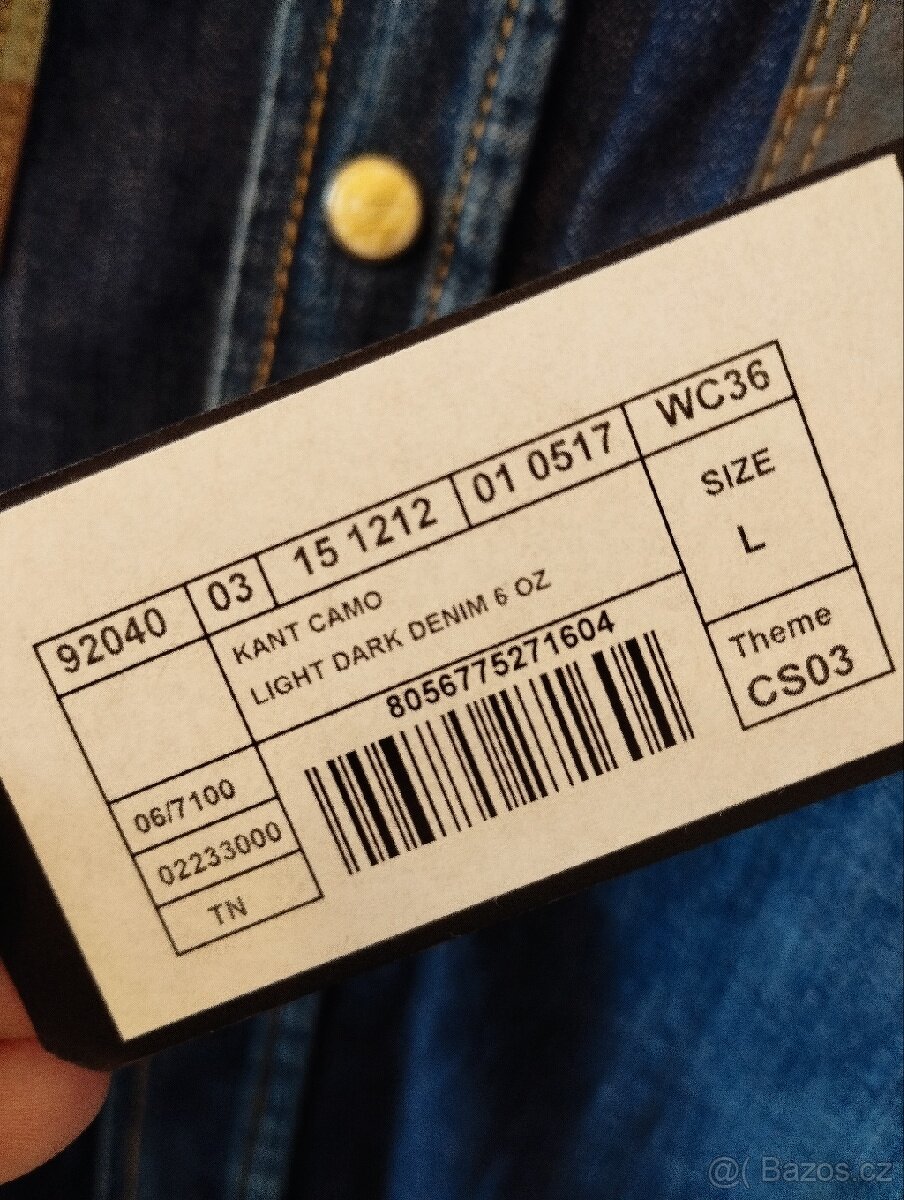 92040 03 15 1212 01 0517 WC36
KANT CAMO
LIGHT DARK DENIM 6 OZ
SIZE
L
8056775271604
Theme
CS03
06/7100
02233000
TN
@( Bazos.cz